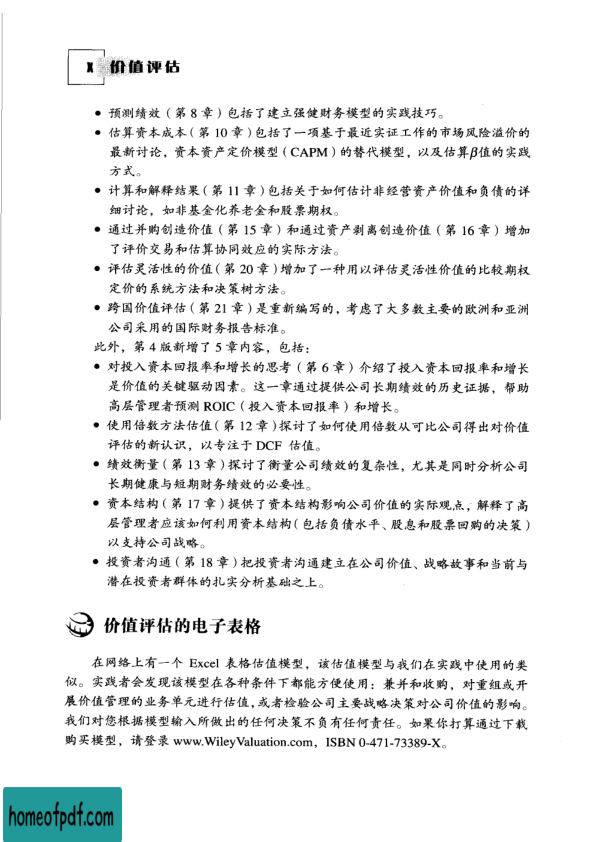 X 价值评估
● 预测绩效（第 8 章）包括了建立强健财务模型的实践技巧。
● 估算资本成本（第 10 章）包括了一项基于最近实证工作的市场风险溢价的
最新讨论，资本资产定价模型（CAPM）的替代模型，以及估算β值的实践
方式。
● 计算和解释结果（第 11 章）包括关于如何估计非经营资产价值和负债的详
细讨论，如非基金化养老金和股票期权。
● 通过并购创造价值（第 15 章）和通过资产剥离创造价值（第 16 章）增加
了评价交易和估算协同效应的实际方法。
● 评估灵活性的价值（第 20 章）增加了一种用以评估灵活性价值的比较期权
定价的系统方法和决策树方法。
● 跨国价值评估（第 21 章）是重新编写的，考虑了大多数主要的欧洲和亚洲
公司采用的国际财务报告标准。
此外，第 4 版新增了 5 章内容，包括：
● 对投入资本回报率和增长的思考（第 6 章）介绍了投入资本回报率和增长
是价值的关键驱动因素。这一章通过提供公司长期绩效的历史证据，帮助
高层管理者预测 ROIC（投入资本回报率）和增长。
● 使用倍数方法估值（第 12 章）探讨了如何使用倍数从可比公司得出对价值
评估的新认识，以专注于 DCF 估值。
● 绩效衡量（第 13 章）探讨了衡量公司绩效的复杂性，尤其是同时分析公司
长期健康与短期财务绩效的必要性。
● 资本结构（第 17 章）提供了资本结构影响公司价值的实际观点，解释了高
层管理者应该如何利用资本结构（包括负债水平、股息和股票回购的决策）
以支持公司战略。
● 投资者沟通（第 18 章）把投资者沟通建立在公司价值、战略故事和当前与
潜在投资者群体的扎实分析基础之上。
价值评估的电子表格
在网络上有一个 Excel 表格估值模型，该估值模型与我们在实践中使用的类
似。实践者会发现该模型在各种条件下都能方便使用：兼并和收购，对重组或开
展价值管理的业务单元进行估值，或者检验公司主要战略决策对公司价值的影响。
我们对您根据模型输入所做出的任何决策不负有任何责任。如果你打算通过下载
购买模型，请登录 www.WileyValuation.com，ISBN 0-471-73389-X。
homeofpdf.com